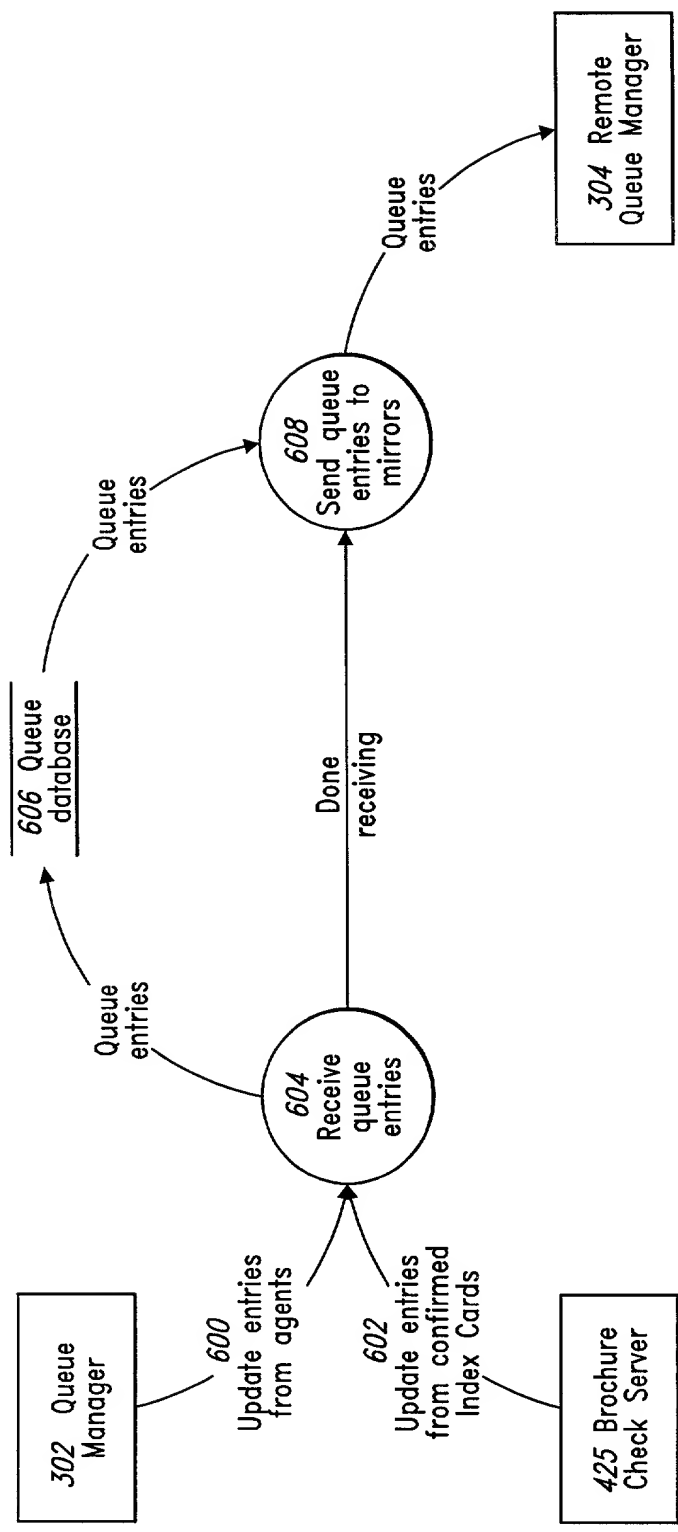 302 Queue
Manager
600
Update entries
from agents
602
Update entries
from confirmed
Index Cards
425 Brochure
Check Server
604
Receive
queue
entries
Queue
entries
606 Queue
database
Done
receiving
Queue
entries
608
Send queue
entries to
mirrors
Queue
entries
304 Remote
Queue Manager